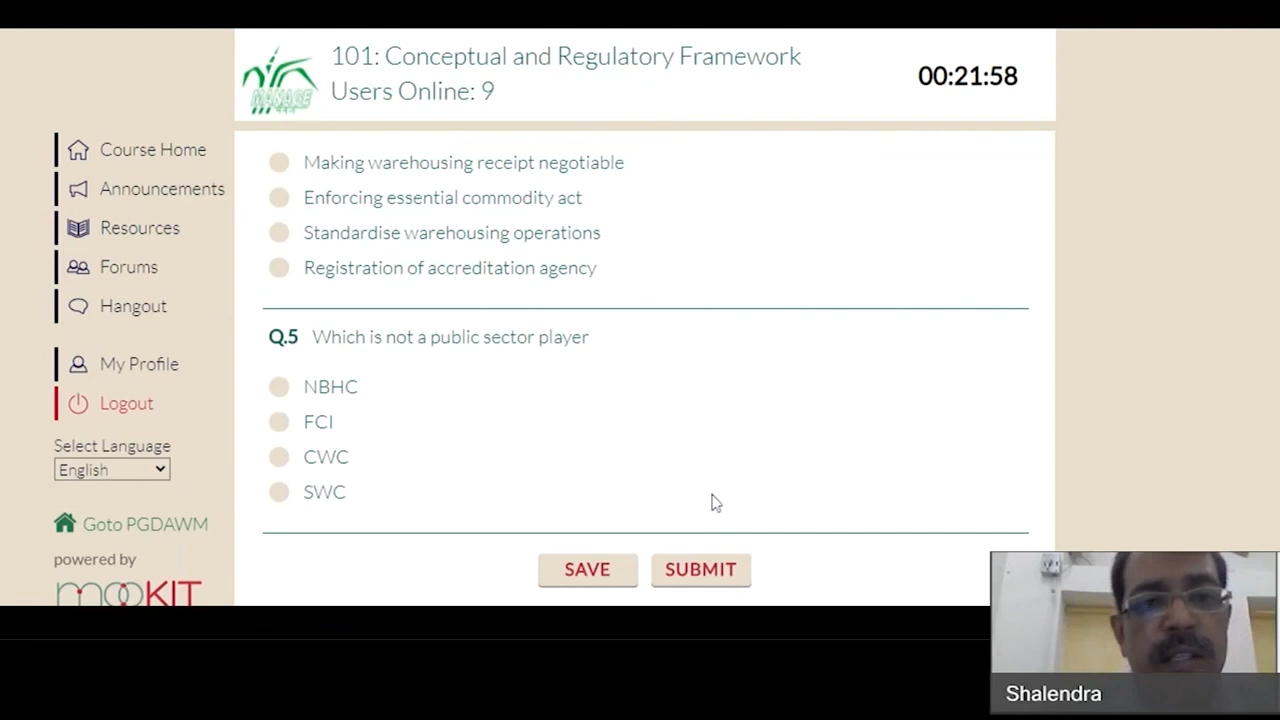 101: Conceptual and Regulatory Framework
Users Online: 9
00:21:58
MANAGE
Course Home
Announcements
Resources
Forums
Hangout
My Profile
Logout
Select Language
English
Goto PGDAWM
powered by
mooKIT
Making warehousing receipt negotiable
Enforcing essential commodity act
Standardise warehousing operations
Registration of accreditation agency
Q.5 Which is not a public sector player
NBHC
FCI
CWC
SWC
SAVE
SUBMIT
Shalendra